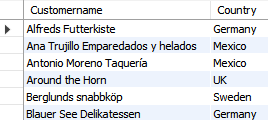 Customername Country
Alfreds Futterkiste Germany
Ana Trujillo Emparedados y helados Mexico
Antonio Moreno Taquería Mexico
Around the Horn UK
Berglunds snabbköp Sweden
Blauer See Delikatessen Germany